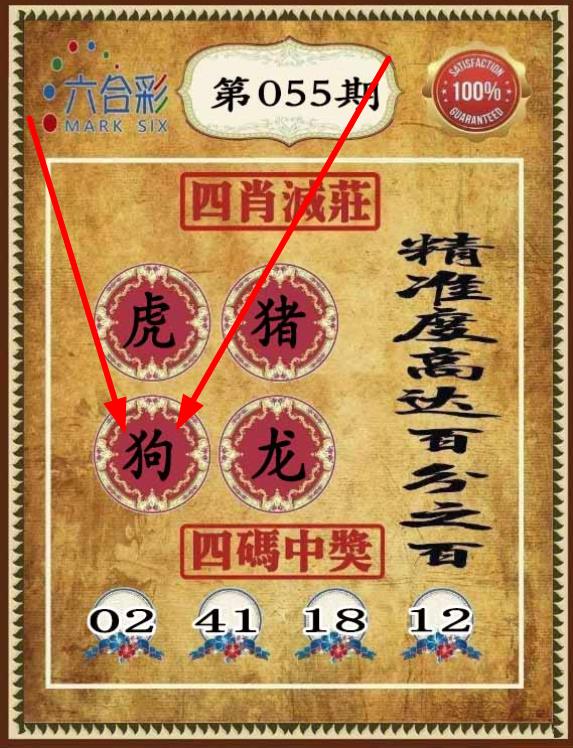 六合彩
MARK SIX
第055期
SATISFACTION
100%
GUARANTEED
四肖滅莊
精准度高达百分之百
虎 猪
狗 龙
四碼中獎
02 41 18 12